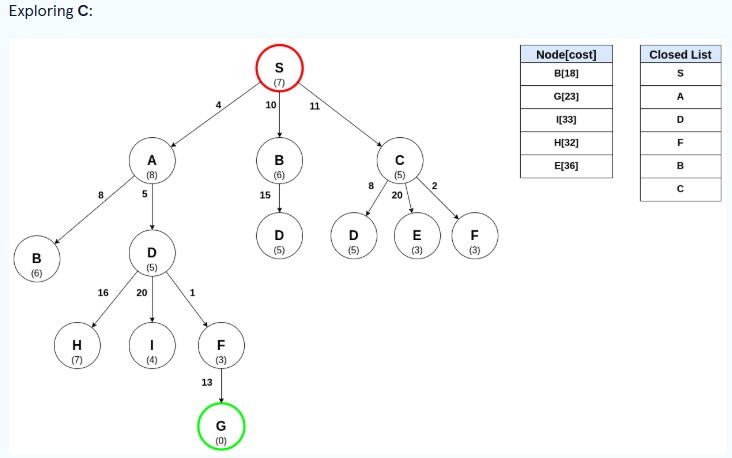 Exploring C:
S
(7)
4
10
11
A
(8)
B
(6)
C
(5)
8
5
15
8
20
2
B
(6)
D
(5)
D
(5)
D
(5)
E
(3)
F
(3)
16
20
1
H
(7)
I
(4)
F
(3)
13
G
(0)
Node[cost]
B[18]
G[23]
I[33]
H[32]
E[36]
Closed List
S
A
D
F
B
C